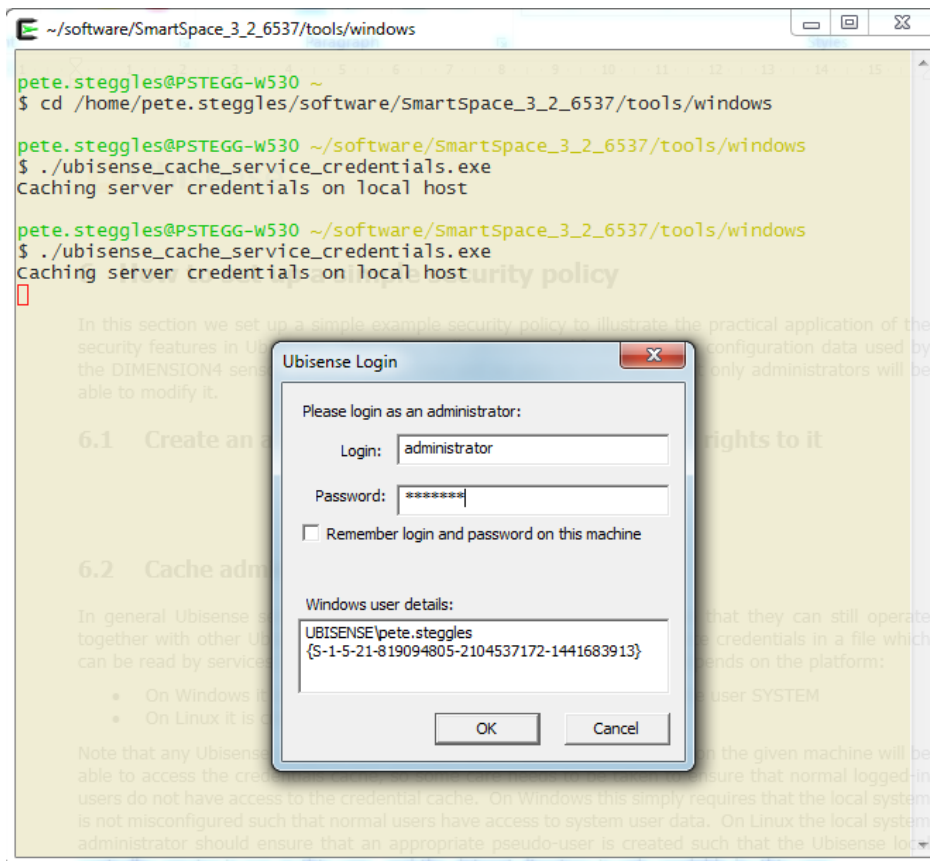 ~/software/SmartSpace_3_2_6537/tools/windows
pete.steggles@PSTEGG-W530 ~
$ cd /home/pete.steggles/software/SmartSpace_3_2_6537/tools/windows
pete.steggles@PSTEGG-W530 ~/software/SmartSpace_3_2_6537/tools/windows
$ ./ubisense_cache_service_credentials.exe
Caching server credentials on local host
pete.steggles@PSTEGG-W530 ~/software/SmartSpace_3_2_6537/tools/windows
$ ./ubisense_cache_service_credentials.exe
Caching server credentials on local host
How to set up a simple security policy
In this section we set up a simple example security policy to illustrate the practical application of the
security features in Ub configuration data used by
the DIMENSION4 sens only administrators will be
able to modify it.
6.1 Create an a rights to it
6.2 Cache adm
In general Ubisense se that they can still operate
together with other Ub credentials in a file which
can be read by services ends on the platform:
• On Windows it user SYSTEM
• On Linux it is c
Note that any Ubisense on the given machine will be
able to access the credentials cache, so some care needs to be taken to ensure that normal logged-in
users do not have access to the credential cache. On Windows this simply requires that the local system
is not misconfigured such that normal users have access to system user data. On Linux the local system
administrator should ensure that an appropriate pseudo-user is created such that the Ubisense local
Ubisense Login
Please login as an administrator:
Login: administrator
Password: *******
Remember login and password on this machine
Windows user details:
UBISENSE\pete.steggles
{S-1-5-21-819094805-2104537172-1441683913}
OK Cancel